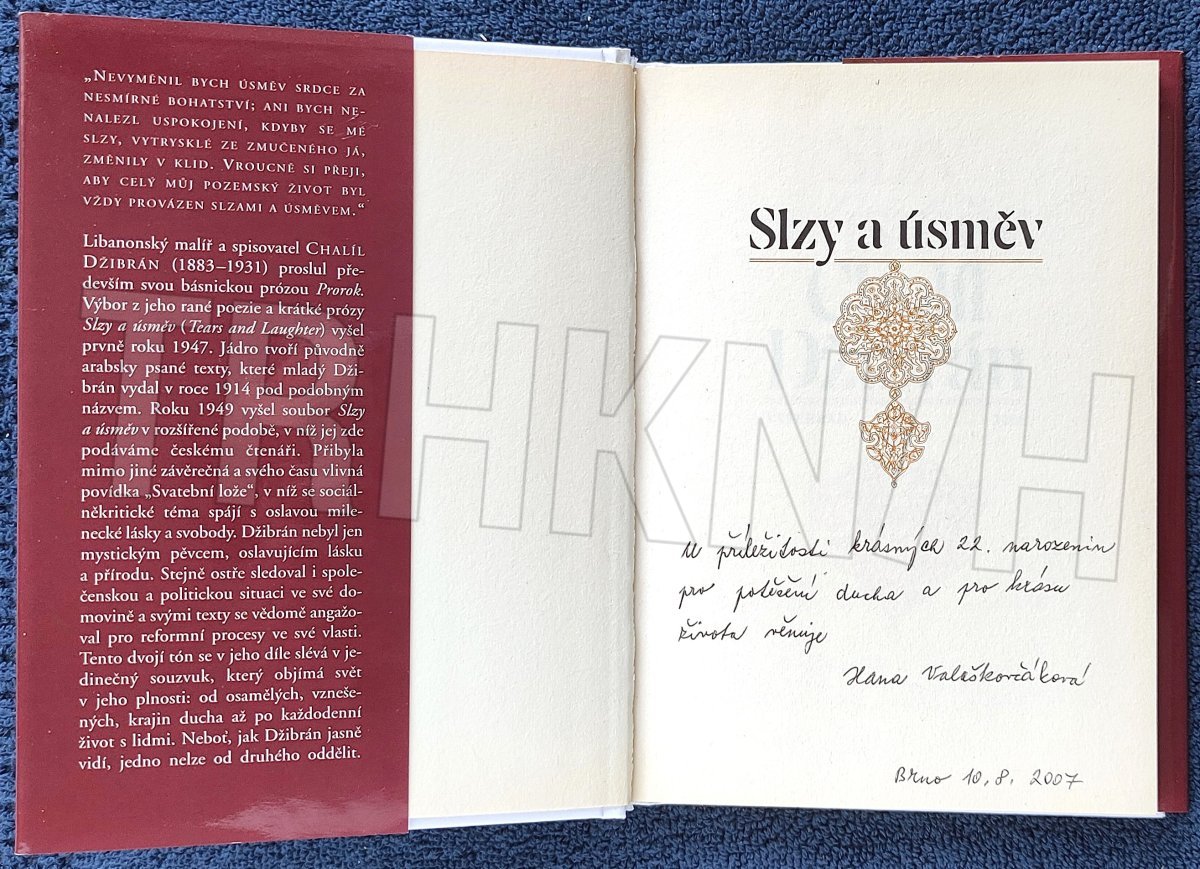 „Nevyměnil bych úsměv srdce za
nesmírné bohatství; ani bych ne-
nalezl uspokojení, kdyby se mé
slzy, vytrysklé ze zmučeného já,
změnily v klid. Vroucně si přeji,
aby celý můj pozemský život byl
vždy provázen slzami a úsměvem.“
Libanonský malíř a spisovatel Chalíl
Džibrán (1883–1931) proslul pře-
devším svou básnickou prózou Prorok.
Výbor z jeho rané poezie a krátké prózy
Slzy a úsměv (Tears and Laughter) vyšel
prvně roku 1947. Jádro tvoří původně
arabsky psané texty, které mladý Dži-
brán vydal v roce 1914 pod podobným
názvem. Roku 1949 vyšel soubor Slzy
a úsměv v rozšířené podobě, v níž jej zde
podáváme českému čtenáři. Přibyla
mimo jiné závěrečná a svého času vlivná
povídka „Svatební lože“, v níž se sociál-
někritické téma spájí s oslavou mile-
necké lásky a svobody. Džibrán nebyl jen
mystickým pěvcem, oslavujícím lásku
a přírodu. Stejně ostře sledoval i spole-
čenskou a politickou situaci ve své do-
movině a svými texty se vědomě angažo-
val pro reformní procesy ve své vlasti.
Tento dvojí tón se v jeho díle slévá v je-
dinečný souzvuk, který objímá svět
v jeho plnosti: od osamělých, vzneše-
ných, krajin ducha až po každodenní
život s lidmi. Neboť, jak Džibrán jasně
vidí, jedno nelze od druhého oddělit.
Slzy a úsměv
U příležitosti krásných 22. narozenin
pro potěšení ducha a pro krásu
života věnuje
Hana Valaškovčáková
Brno 10.8.2007
TRHKNIH